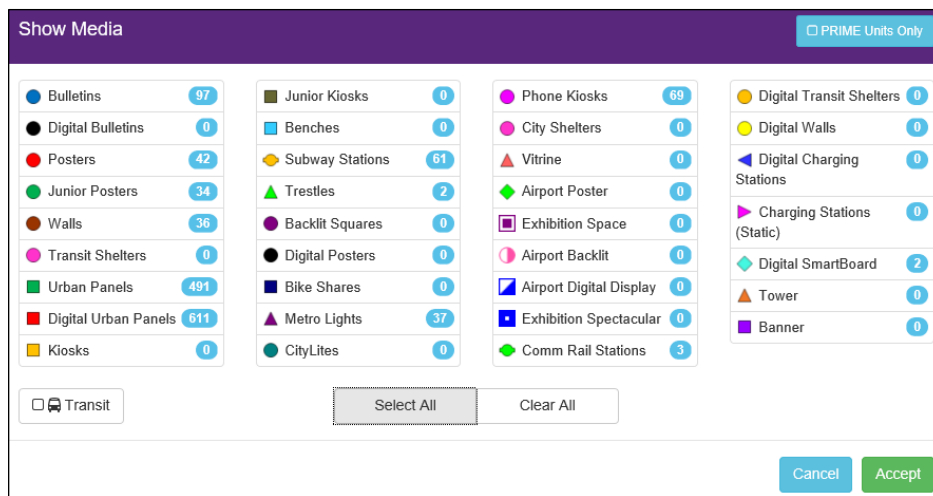 Show Media
PRIME Units Only
Bulletins 97
Digital Bulletins 0
Posters 42
Junior Posters 34
Walls 36
Transit Shelters 0
Urban Panels 491
Digital Urban Panels 611
Kiosks 0
Junior Kiosks 0
Benches 0
Subway Stations 61
Trestles 2
Backlit Squares 0
Digital Posters 0
Bike Shares 0
Metro Lights 37
CityLites 0
Phone Kiosks 69
City Shelters 0
Vitrine 0
Airport Poster 0
Exhibition Space 0
Airport Backlit 0
Airport Digital Display 0
Exhibition Spectacular 0
Comm Rail Stations 3
Digital Transit Shelters 0
Digital Walls 0
Digital Charging 0
Stations
Charging Stations 0
(Static)
Digital SmartBoard 2
Tower 0
Banner 0
Transit
Select All
Clear All
Cancel
Accept